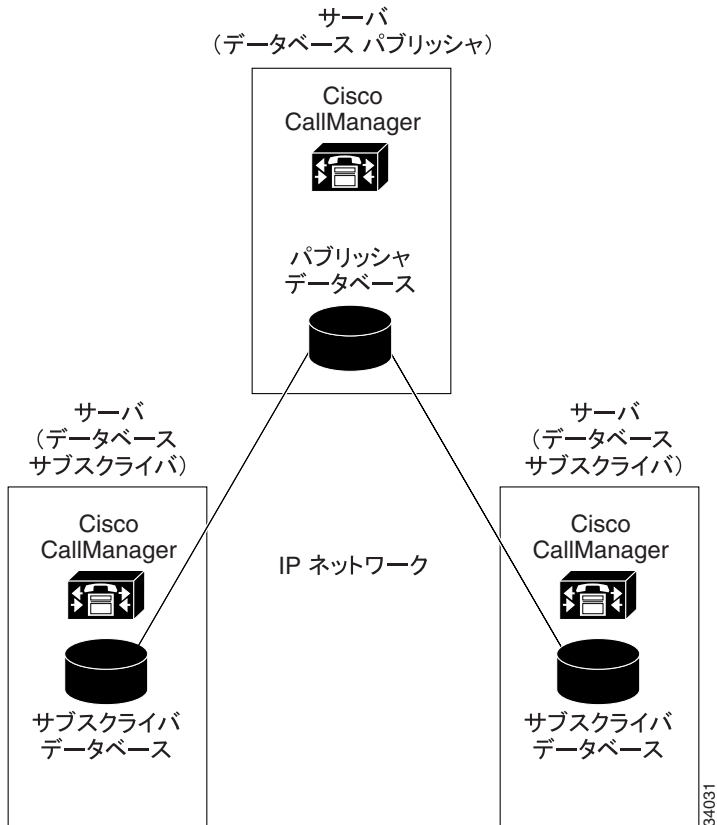 サーバ
（データベース パブリッシャ）
Cisco
CallManager
パブリッシャ
データベース
サーバ
（データベース
サブスクライバ）
Cisco
CallManager
サブスクライバ
データベース
IP ネットワーク
サーバ
（データベース
サブスクライバ）
Cisco
CallManager
サブスクライバ
データベース
34031